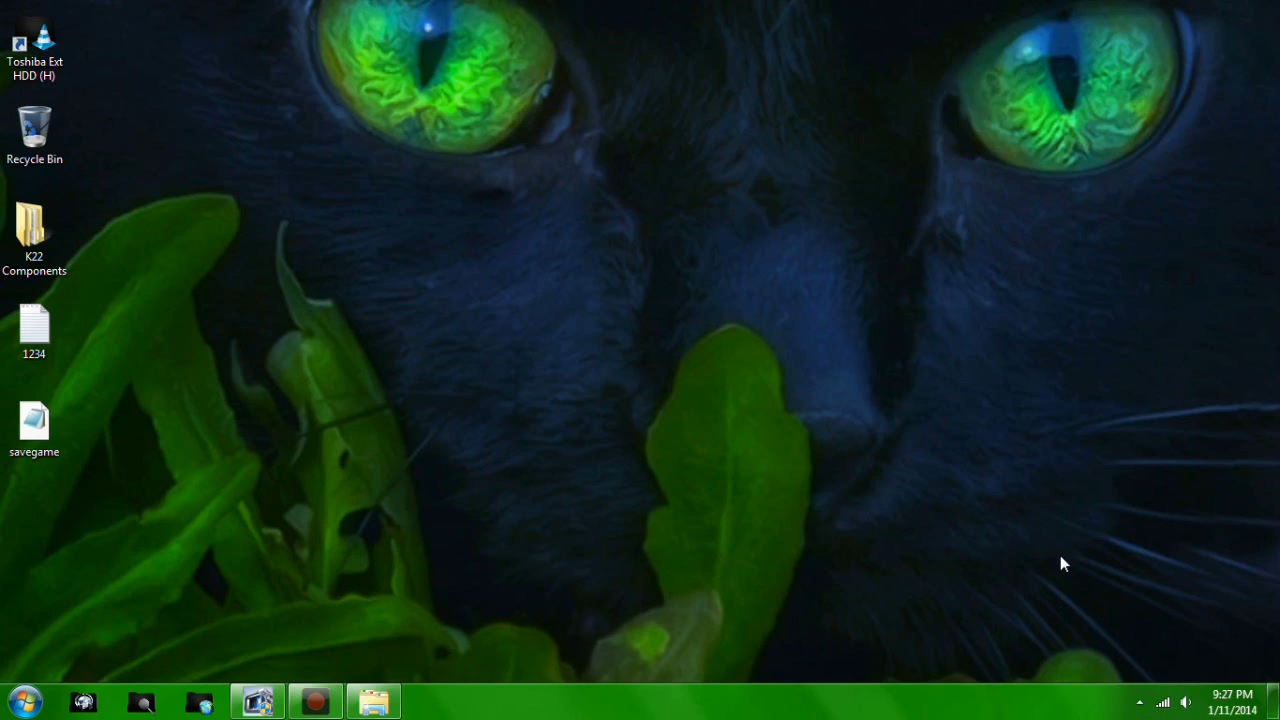 Toshiba Ext
HDD (H)
Recycle Bin
K22
Components
1234
savegame
9:27 PM
1/11/2014